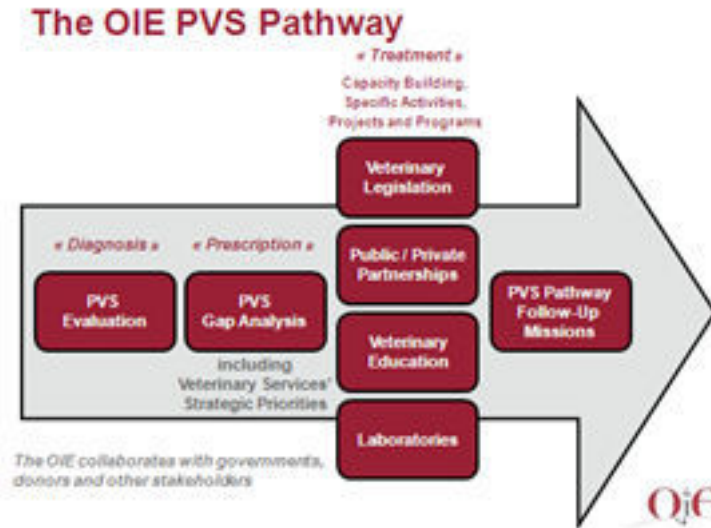 The OIE PVS Pathway
« Treatment »
Capacity Building,
Specific Activities,
Projects and Programs
Veterinary
Legislation
« Diagnosis »
« Prescription »
Public / Private
Partnerships
PVS
Evaluation
PVS
Gap Analysis
PVS Pathway
Follow-Up
Missions
including
Veterinary Services'
Strategic Priorities
Veterinary
Education
Laboratories
The OIE collaborates with governments,
donors and other stakeholders
OiE